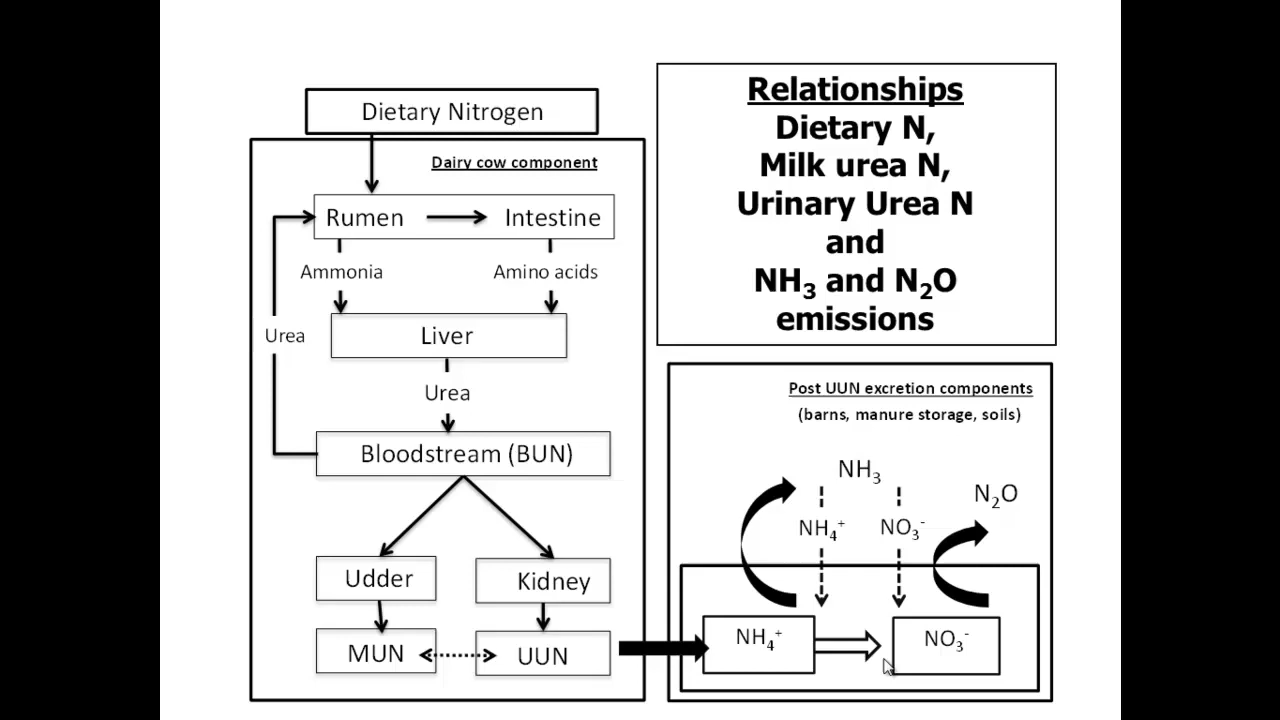 Dietary Nitrogen
Dairy cow component
Rumen
Intestine
Ammonia
Amino acids
Urea
Liver
Urea
Bloodstream (BUN)
Udder
Kidney
MUN
UUN
Relationships
Dietary N,
Milk urea N,
Urinary Urea N
and
NH₃ and N₂O
emissions
Post UUN excretion components
(barns, manure storage, soils)
NH₃
N₂O
NH₄⁺
NO₃⁻
NH₄⁺
NO₃⁻